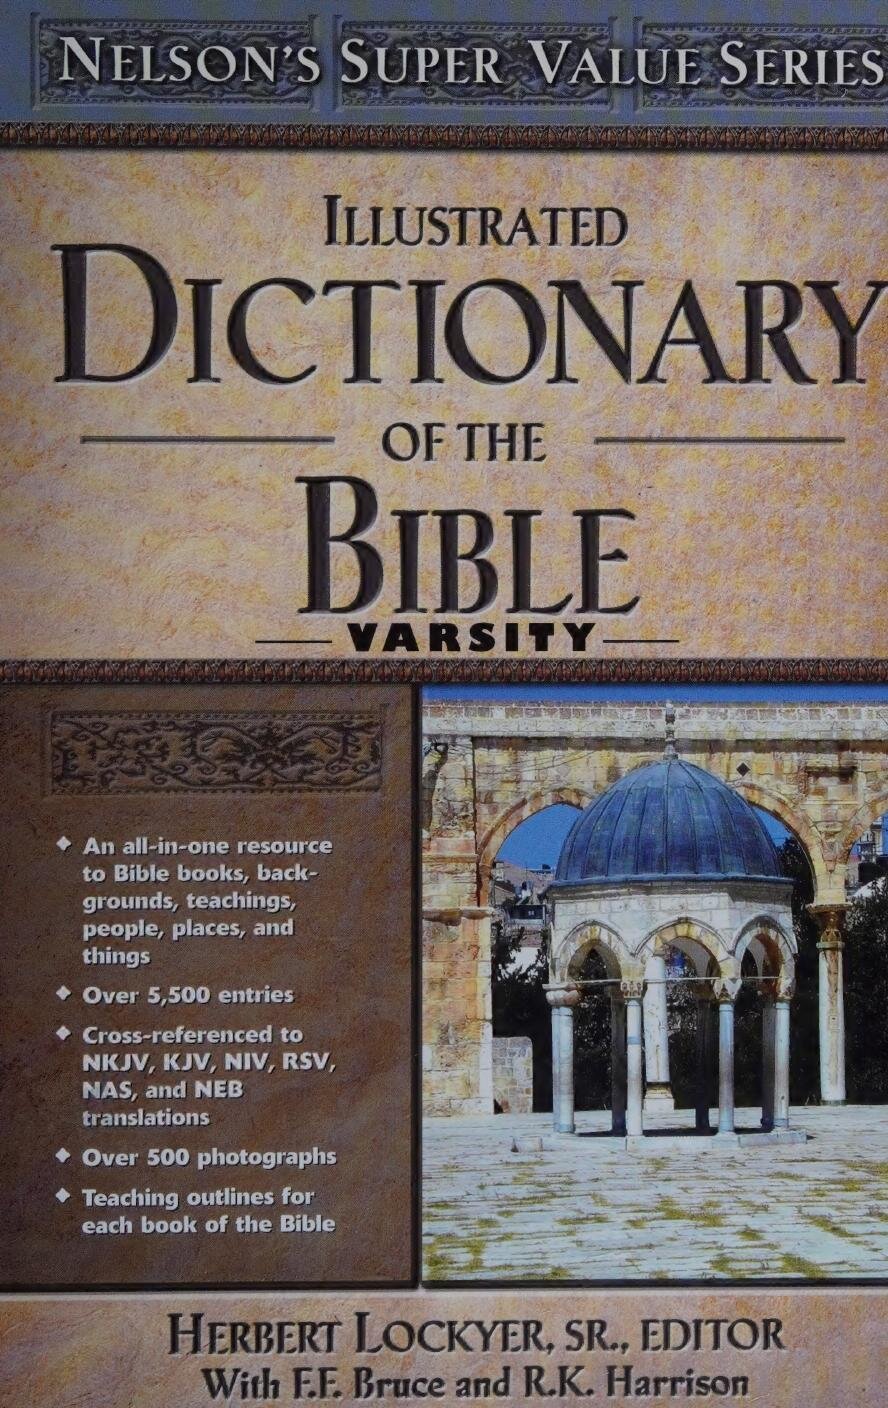 NELSON'S SUPER VALUE SERIES
ILLUSTRATED
DICTIONARY
OF THE
BIBLE
VARSITY
◆ An all-in-one resource
to Bible books, back-
grounds, teachings,
people, places, and
things
◆ Over 5,500 entries
◆ Cross-referenced to
NKJV, KJV, NIV, RSV,
NAS, and NEB
translations
◆ Over 500 photographs
◆ Teaching outlines for
each book of the Bible
HERBERT LOCKYER, SR., EDITOR
With F.F. Bruce and R.K. Harrison